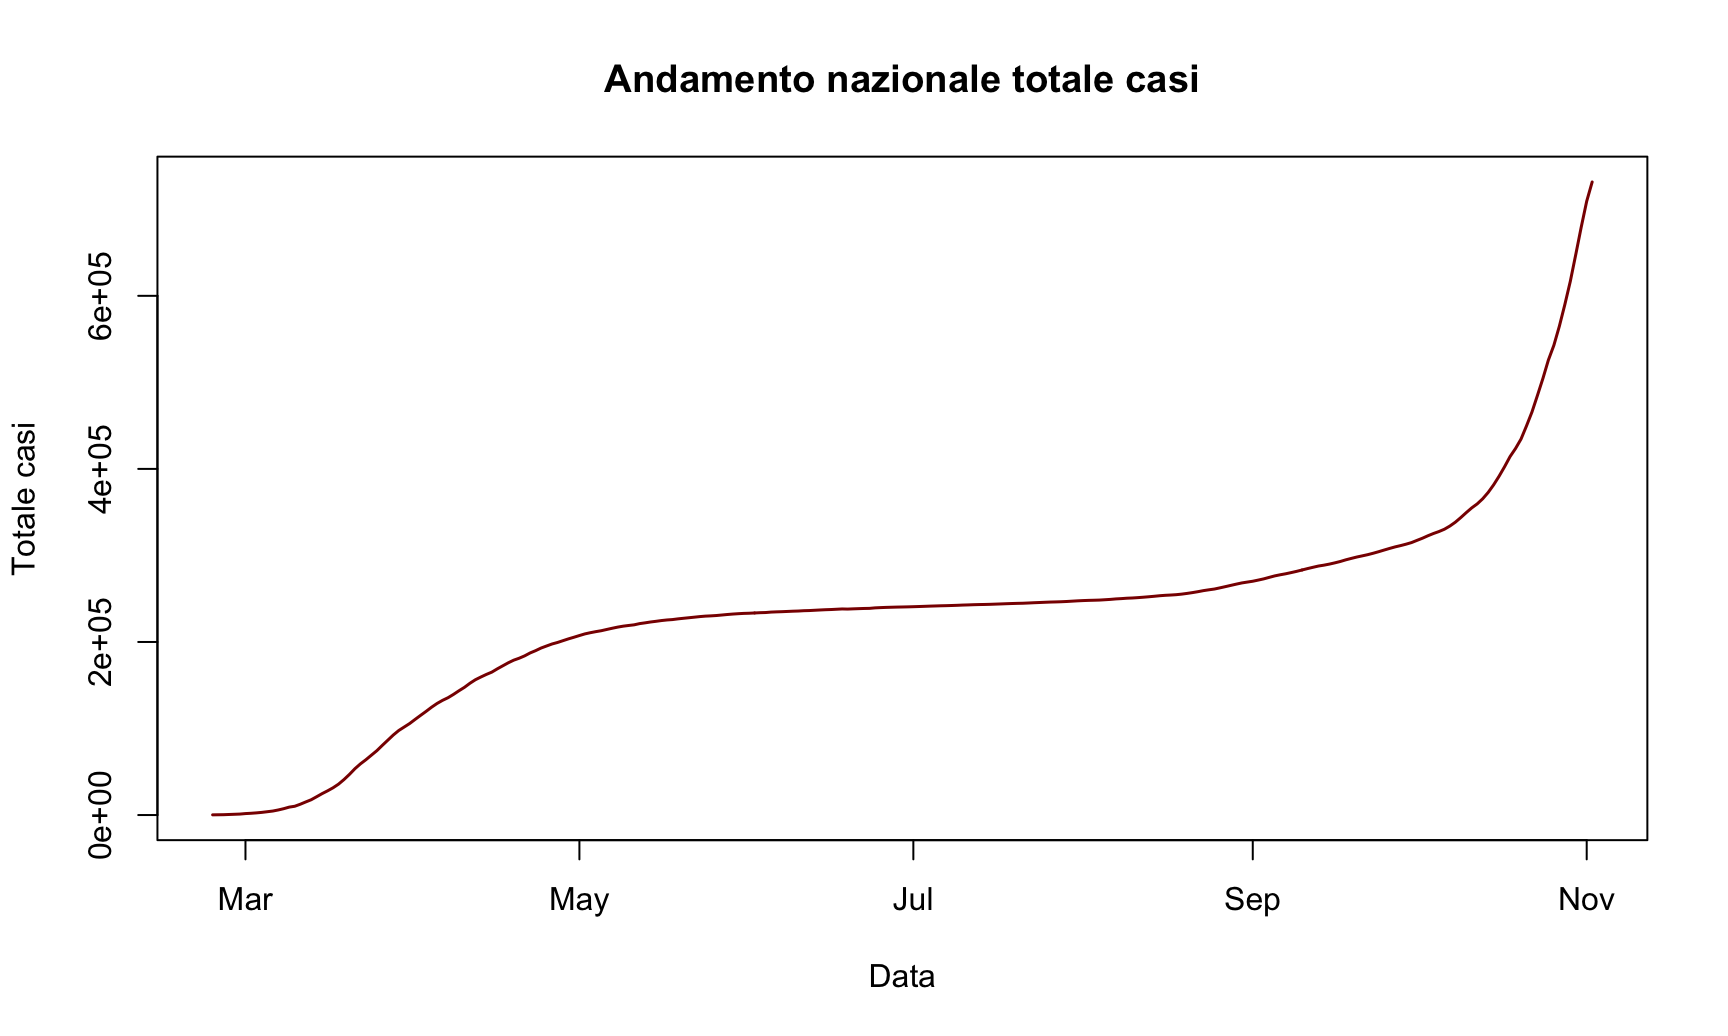 Andamento nazionale totale casi
Totale casi
6e+05
4e+05
2e+05
0e+00
Mar May Jul Sep Nov
Data